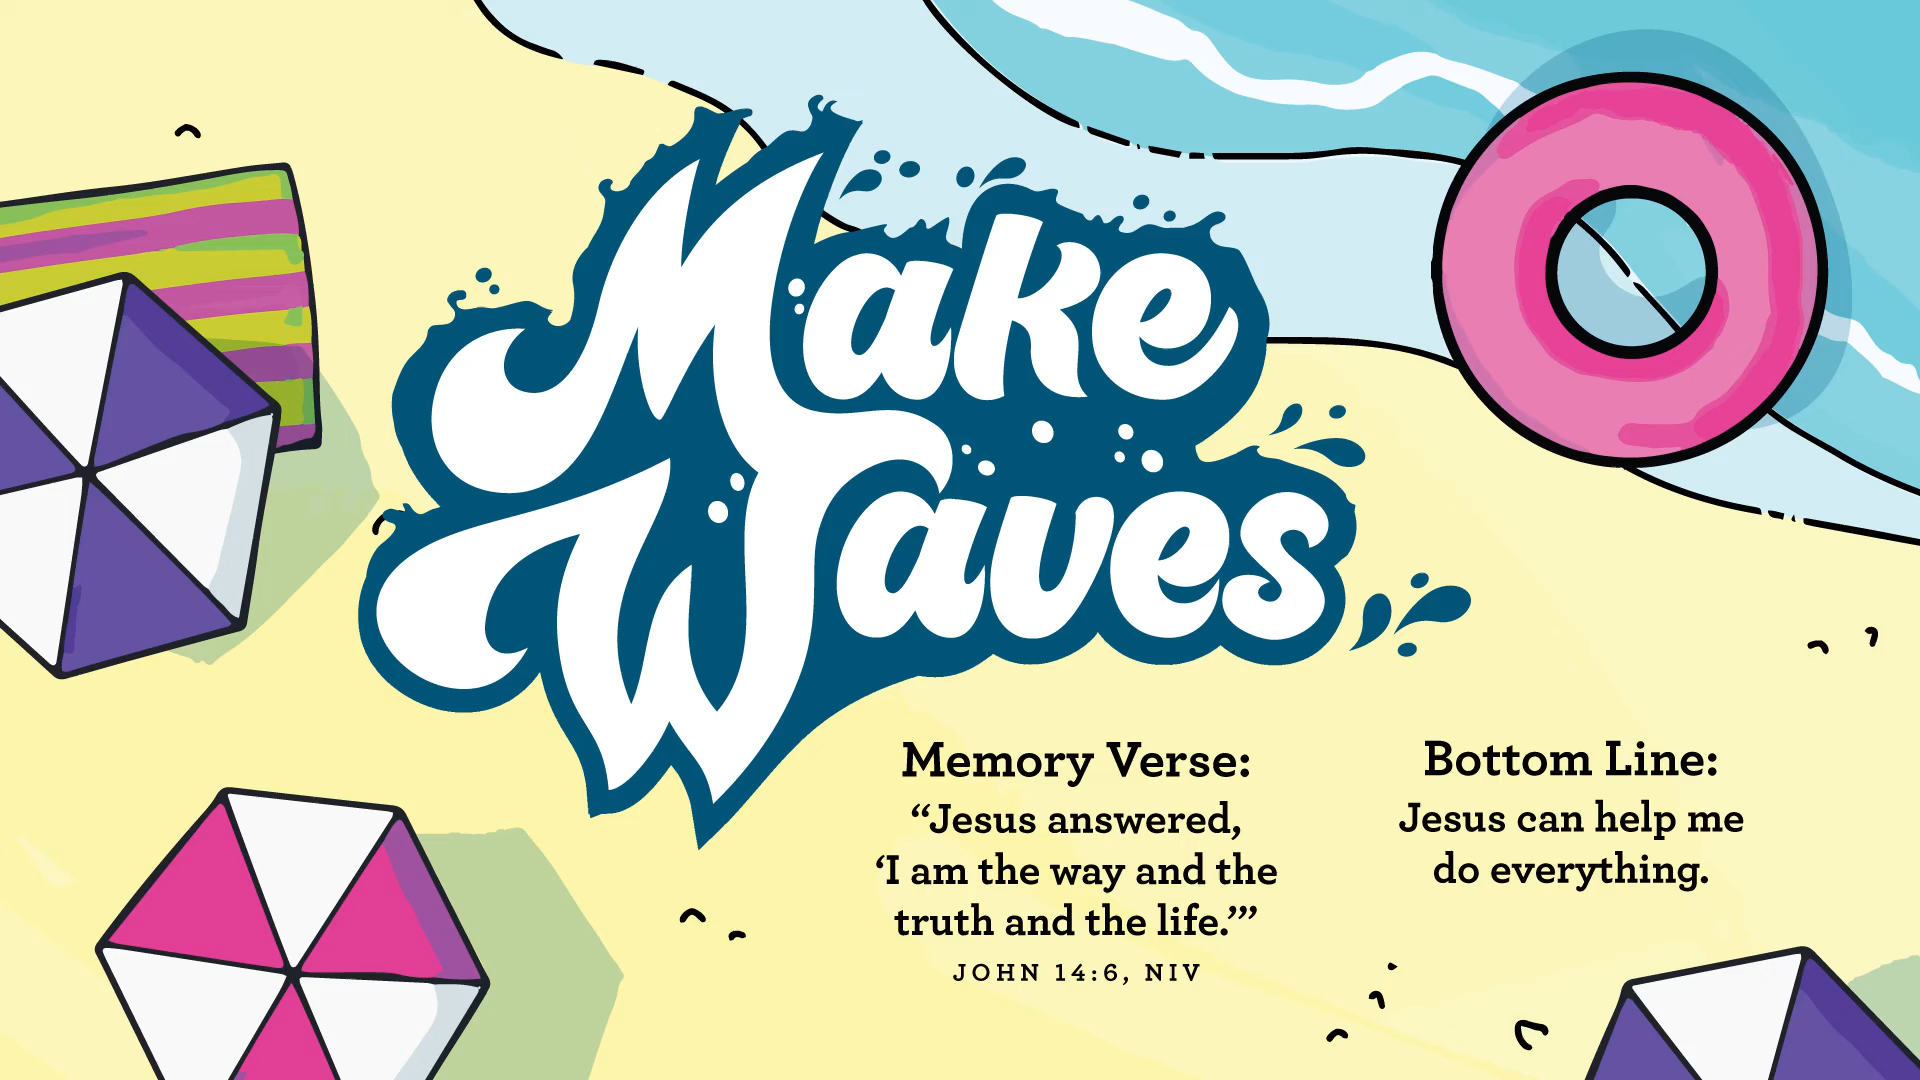 Make
Waves
Memory Verse:
“Jesus answered,
‘I am the way and the
truth and the life.’”
JOHN 14:6, NIV
Bottom Line:
Jesus can help me
do everything.